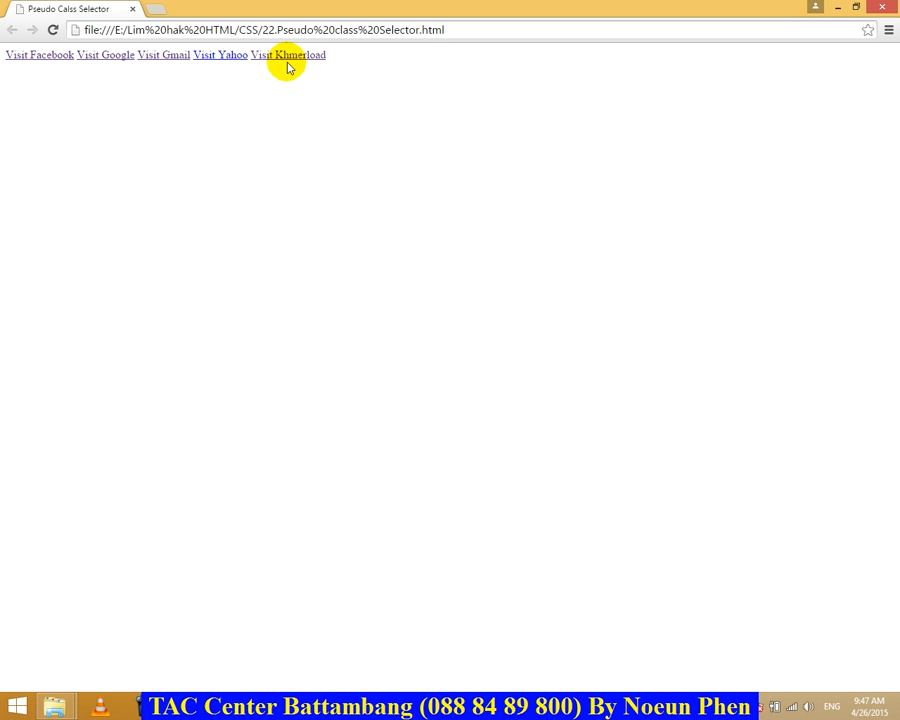 Pseudo Calss Selector
file:///E:/Lim%20hak%20HTML/CSS/22.Pseudo%20class%20Selector.html
Visit Facebook Visit Google Visit Gmail Visit Yahoo Visit Khmerload
TAC Center Battambang (088 84 89 800) By Noeun Phen
ENG
9:47 AM
4/26/2015